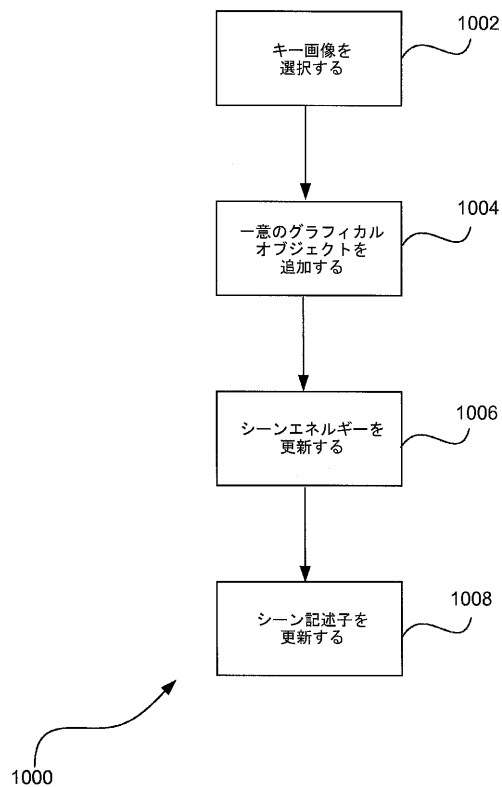 1002
キー画像を
選択する
1004
一意のグラフィカル
オブジェクトを
追加する
1006
シーンエネルギーを
更新する
1008
シーン記述子を
更新する
1000